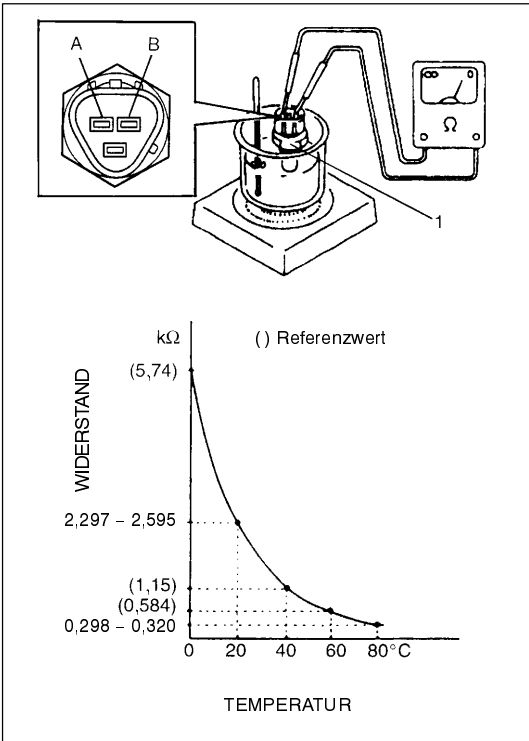 A B
Ω
1
kΩ
( ) Referenzwert
(5,74)
WIDERSTAND
2,297 – 2,595
(1,15)
(0,584)
0,298 – 0,320
0 20 40 60 80°C
TEMPERATUR